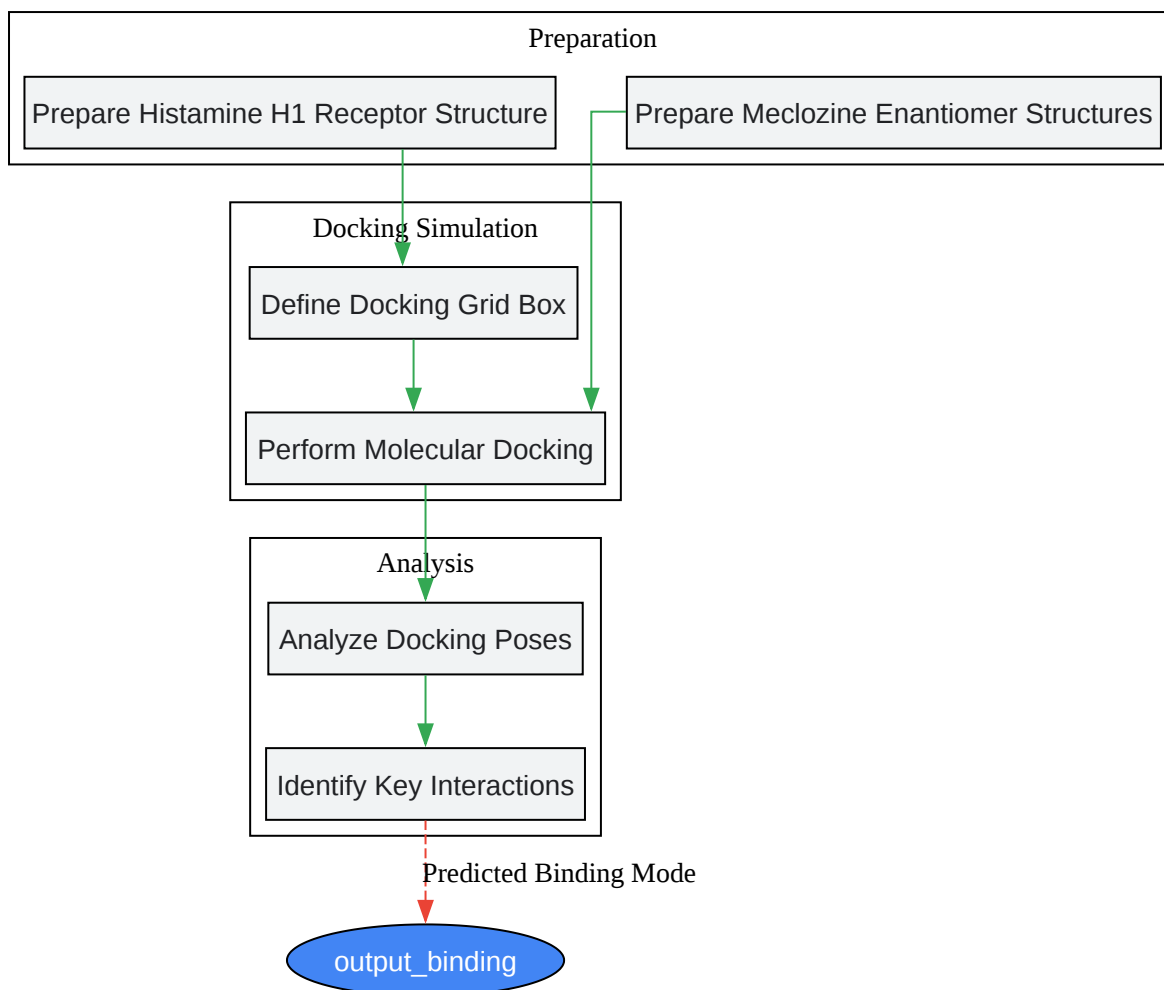 Preparation
Prepare Histamine H1 Receptor Structure
Prepare Meclozine Enantiomer Structures
Docking Simulation
Define Docking Grid Box
Perform Molecular Docking
Analysis
Analyze Docking Poses
Identify Key Interactions
Predicted Binding Mode
output_binding